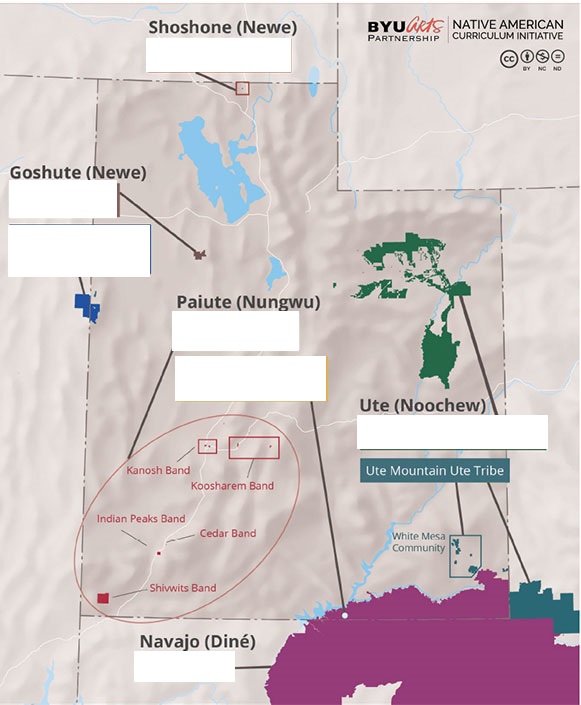 Shoshone (Newe)
BYU Arts
PARTNERSHIP
NATIVE AMERICAN
CURRICULUM INITIATIVE
cc
BY NC ND
Goshute (Newe)
Paiute (Nungwu)
Ute (Noochew)
Ute Mountain Ute Tribe
Kanosh Band
Koosharem Band
Indian Peaks Band
Cedar Band
White Mesa
Community
Shivwits Band
Navajo (Diné)